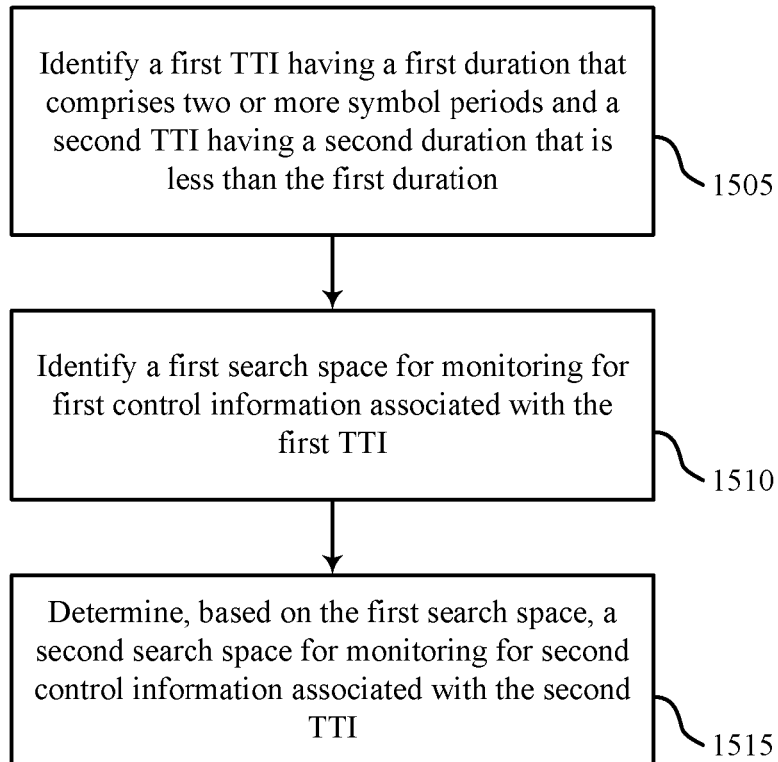 Identify a first TTI having a first duration that
comprises two or more symbol periods and a
second TTI having a second duration that is
less than the first duration
1505
Identify a first search space for monitoring for
first control information associated with the
first TTI
1510
Determine, based on the first search space, a
second search space for monitoring for second
control information associated with the second
TTI
1515